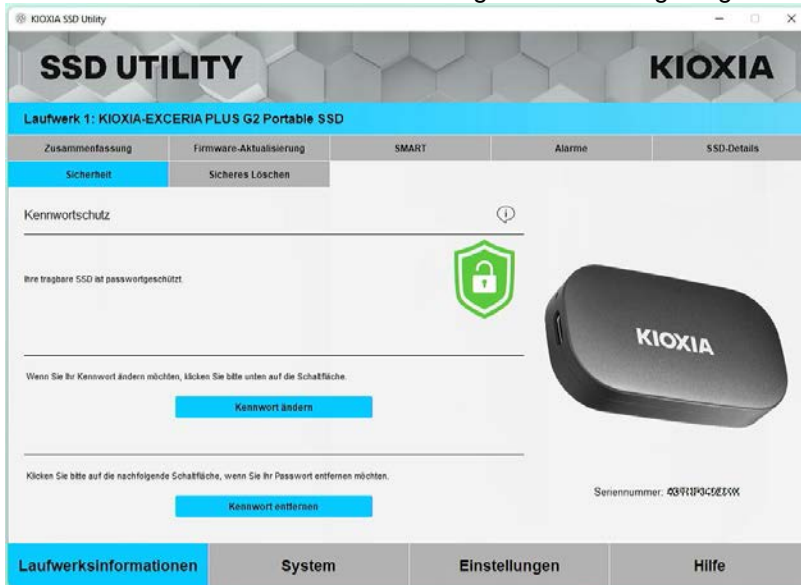 KIOXIA SSD Utility
SSD UTILITY
KIOXIA
Laufwerk 1: KIOXIA-EXCERIA PLUS G2 Portable SSD
Zusammenfassung Firmware-Aktualisierung SMART Alarme SSD-Details
Sicherheit Sicheres Löschen
Kennwortschutz
Ihre tragbare SSD ist passwortgeschützt.
KIOXIA
Wenn Sie Ihr Kennwort ändern möchten, klicken Sie bitte unten auf die Schaltfläche.
Kennwort ändern
Klicken Sie bitte auf die nachfolgende Schaltfläche, wenn Sie Ihr Passwort entfernen möchten.
Kennwort entfernen
Seriennummer:
Laufwerksinformationen System Einstellungen Hilfe